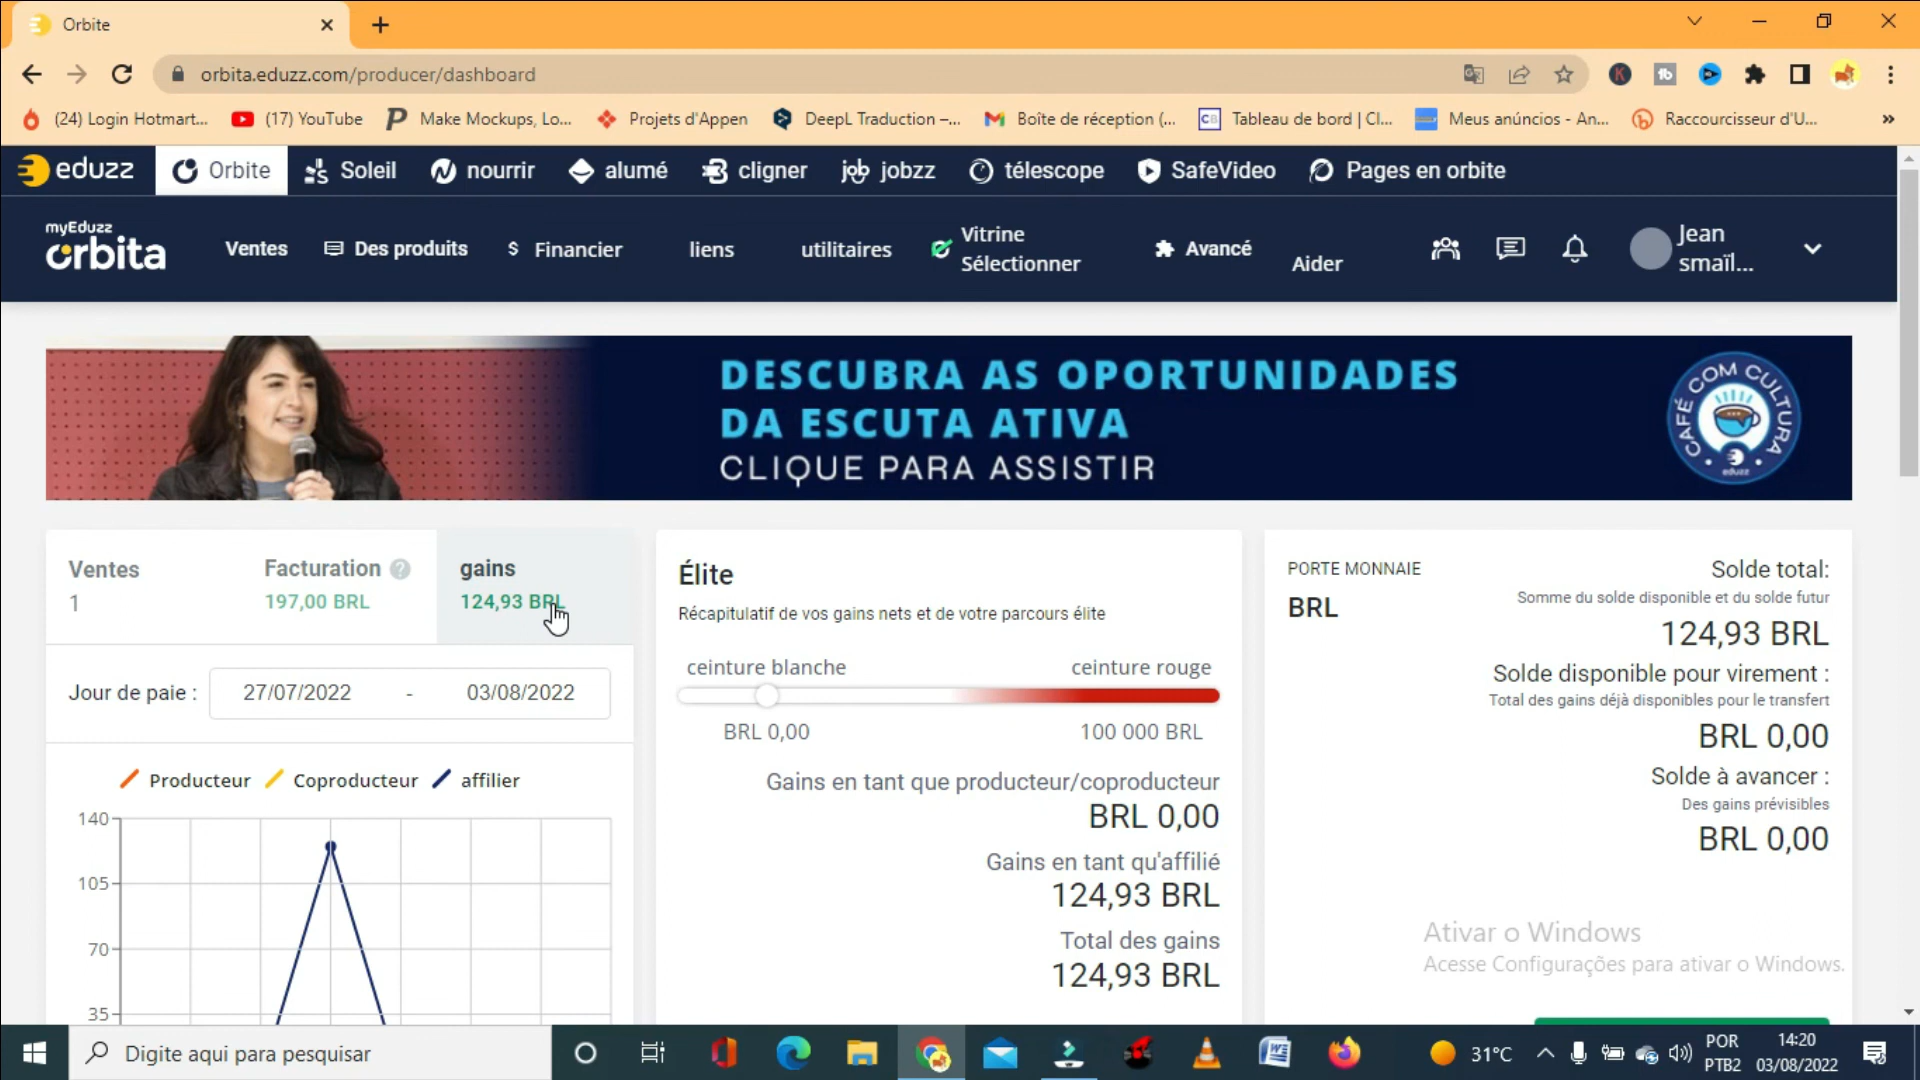 Orbite
orbita.eduzz.com/producer/dashboard
(24) Login Hotmart... (17) YouTube Make Mockups, Lo... Projets d'Appen DeepL Traduction –... Boîte de réception (... CB Tableau de bord | Cl... Meus anúncios - An... Raccourcisseur d'U... »
eduzz Orbite Soleil nourrir alumé cligner job jobzz télescope SafeVideo Pages en orbite
myEduzz
orbita
Ventes Des produits $ Financier liens utilitaires Vitrine Sélectionner Avancé Aider Jean smaïl...
DESCUBRA AS OPORTUNIDADES
DA ESCUTA ATIVA
CLIQUE PARA ASSISTIR
CAFÉ COM CULTURA
eduzz
Ventes Facturation ? gains
1 197,00 BRL 124,93 BRL
Jour de paie : 27/07/2022 - 03/08/2022
Producteur Coproducteur affilier
140
105
70
35
Élite
Récapitulatif de vos gains nets et de votre parcours élite
ceinture blanche ceinture rouge
BRL 0,00 100 000 BRL
Gains en tant que producteur/coproducteur
BRL 0,00
Gains en tant qu'affilié
124,93 BRL
Total des gains
124,93 BRL
PORTE MONNAIE
BRL
Solde total:
Somme du solde disponible et du solde futur
124,93 BRL
Solde disponible pour virement :
Total des gains déjà disponibles pour le transfert
BRL 0,00
Solde à avancer :
Des gains prévisibles
BRL 0,00
Ativar o Windows
Acesse Configurações para ativar o Windows.
Digite aqui para pesquisar
31°C
POR
PTB2
14:20
03/08/2022